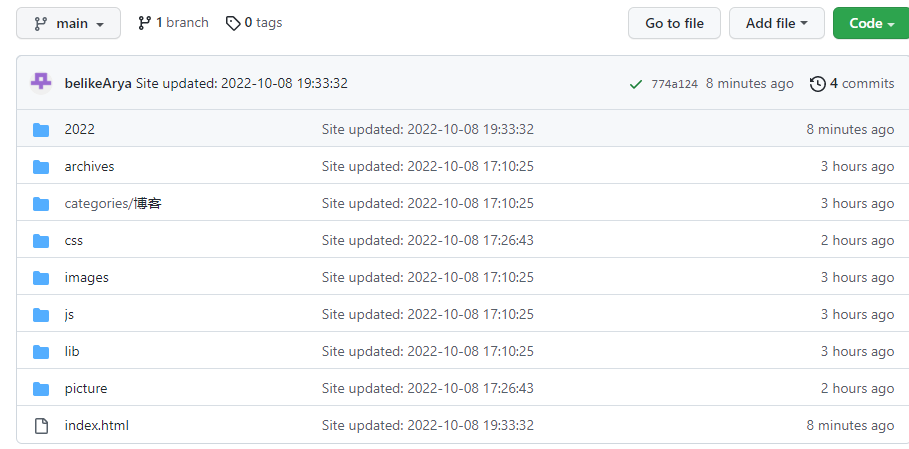 main 1 branch 0 tags Go to file Add file Code
belikeArya Site updated: 2022-10-08 19:33:32 774a124 8 minutes ago 4 commits
2022 Site updated: 2022-10-08 19:33:32 8 minutes ago
archives Site updated: 2022-10-08 17:10:25 3 hours ago
categories/博客 Site updated: 2022-10-08 17:10:25 3 hours ago
css Site updated: 2022-10-08 17:26:43 2 hours ago
images Site updated: 2022-10-08 17:10:25 3 hours ago
js Site updated: 2022-10-08 17:10:25 3 hours ago
lib Site updated: 2022-10-08 17:10:25 3 hours ago
picture Site updated: 2022-10-08 17:26:43 2 hours ago
index.html Site updated: 2022-10-08 19:33:32 8 minutes ago